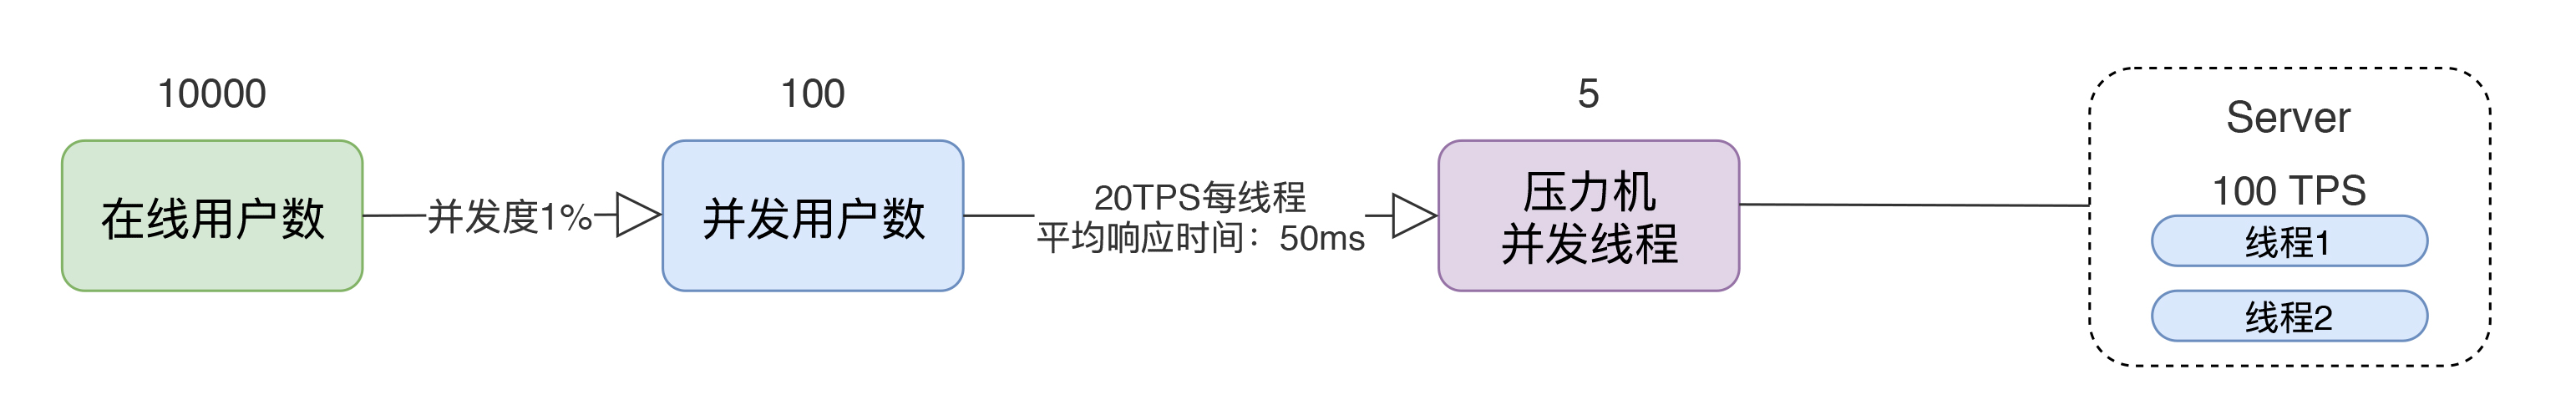 10000
在线用户数
并发度1%
100
并发用户数
20TPS每线程
平均响应时间：50ms
5
压力机
并发线程
Server
100 TPS
线程1
线程2